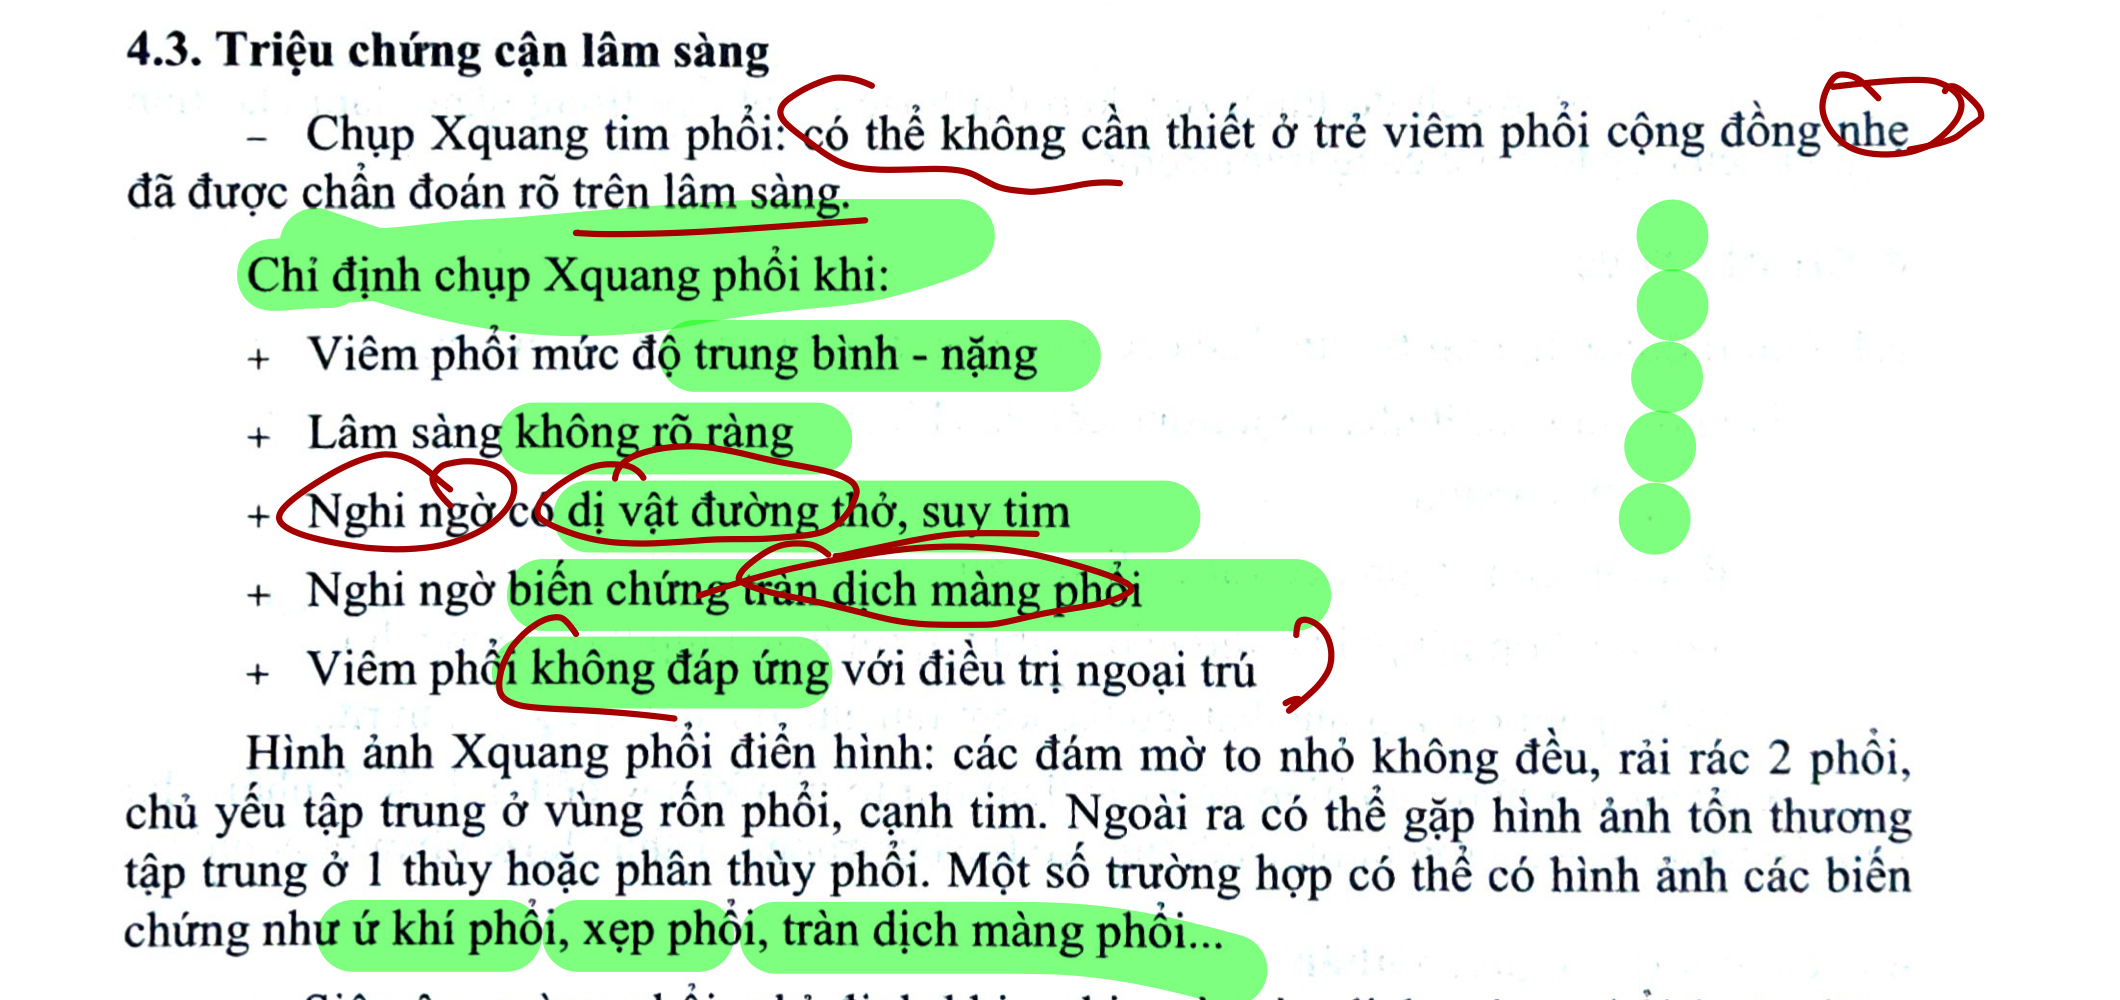 4.3. Triệu chứng cận lâm sàng
– Chụp Xquang tim phổi: có thể không cần thiết ở trẻ viêm phổi cộng đồng nhẹ
đã được chẩn đoán rõ trên lâm sàng.
Chỉ định chụp Xquang phổi khi:
+ Viêm phổi mức độ trung bình - nặng
+ Lâm sàng không rõ ràng
+ Nghi ngờ có dị vật đường thở, suy tim
+ Nghi ngờ biến chứng tràn dịch màng phổi
+ Viêm phổi không đáp ứng với điều trị ngoại trú
Hình ảnh Xquang phổi điển hình: các đám mờ to nhỏ không đều, rải rác 2 phổi,
chủ yếu tập trung ở vùng rốn phổi, cạnh tim. Ngoài ra có thể gặp hình ảnh tổn thương
tập trung ở 1 thùy hoặc phân thùy phổi. Một số trường hợp có thể có hình ảnh các biến
chứng như ứ khí phổi, xẹp phổi, tràn dịch màng phổi...